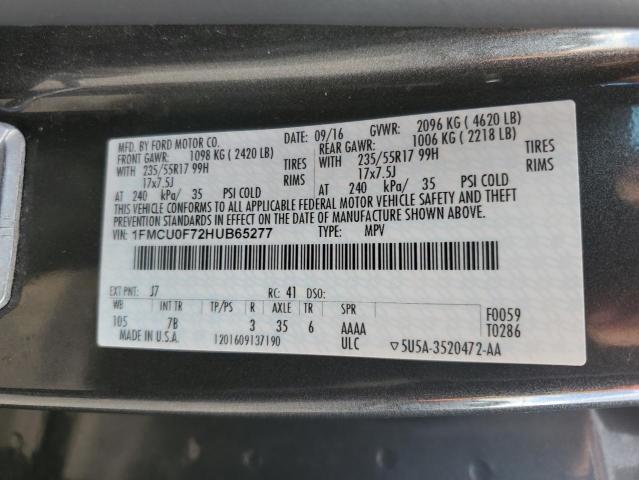 MFD. BY FORD MOTOR CO. DATE: 09/16 GVWR: 2096 KG ( 4620 LB)
FRONT GAWR: 1098 KG ( 2420 LB) REAR GAWR: 1006 KG ( 2218 LB)
WITH 235/55R17 99H TIRES WITH 235/55R17 99H TIRES
17x7.5J RIMS 17x7.5J RIMS
AT 240 kPa/ 35 PSI COLD AT 240 kPa/ 35 PSI COLD
THIS VEHICLE CONFORMS TO ALL APPLICABLE FEDERAL MOTOR VEHICLE SAFETY AND THEFT
PREVENTION STANDARDS IN EFFECT ON THE DATE OF MANUFACTURE SHOWN ABOVE.
VIN: 1FMCU0F72HUB65277 TYPE: MPV
EXT PNT: J7 RC: 41 DSO:
WB INT TR TP/PS R AXLE TR SPR F0059
105 7B 3 35 6 AAAA T0286
MADE IN U.S.A. 1201609137190 ULC ▽5U5A-3520472-AA